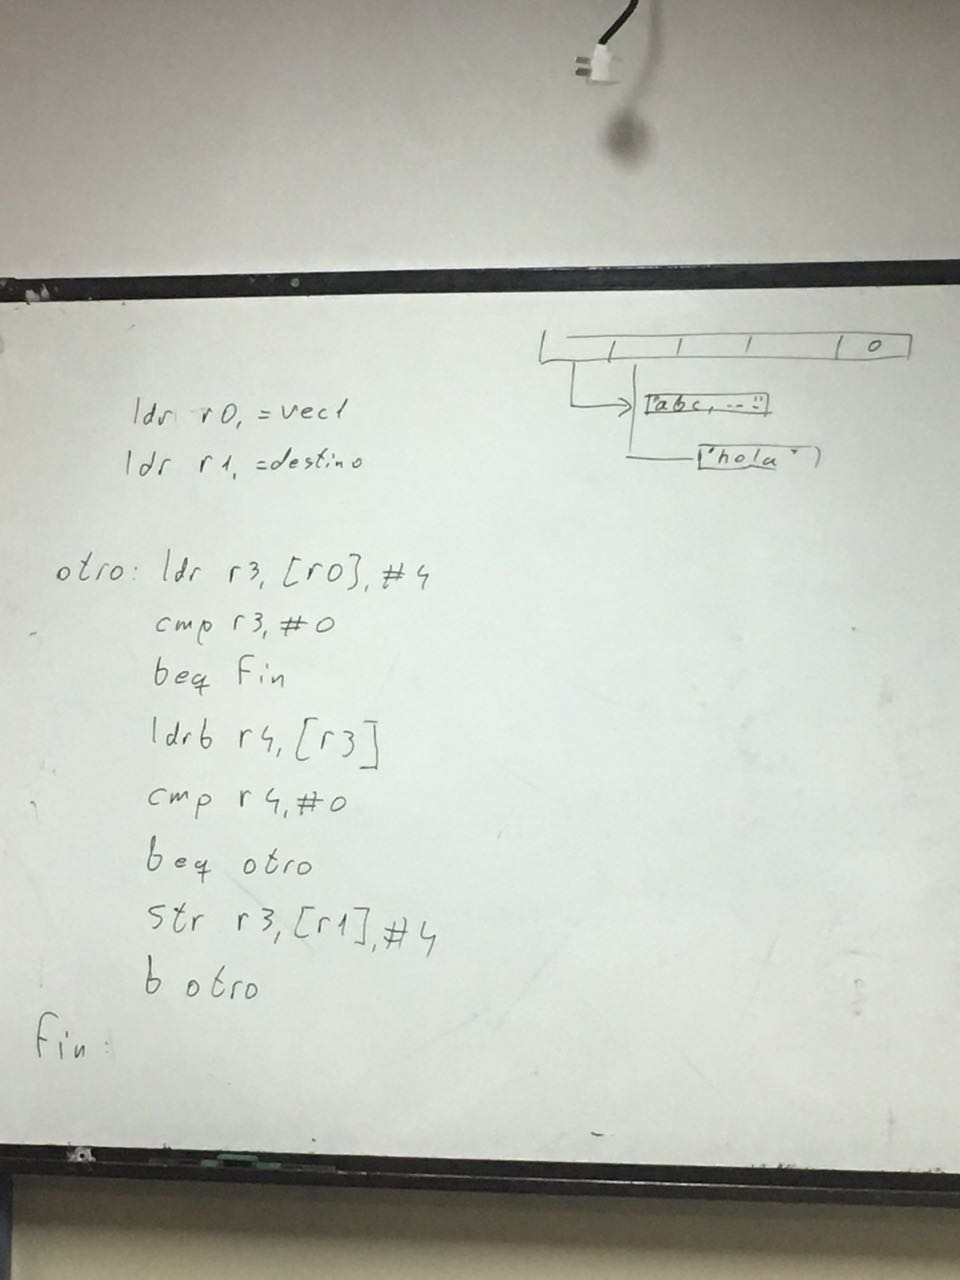 0
ldr r0, =vec1
"abc, --="
ldr r1, =destino
"hola"
otro: ldr r3, [r0], #4
cmp r3, #0
beq fin
ldrb r4, [r3]
cmp r4, #0
beq otro
str r3, [r1], #4
b otro
fin: